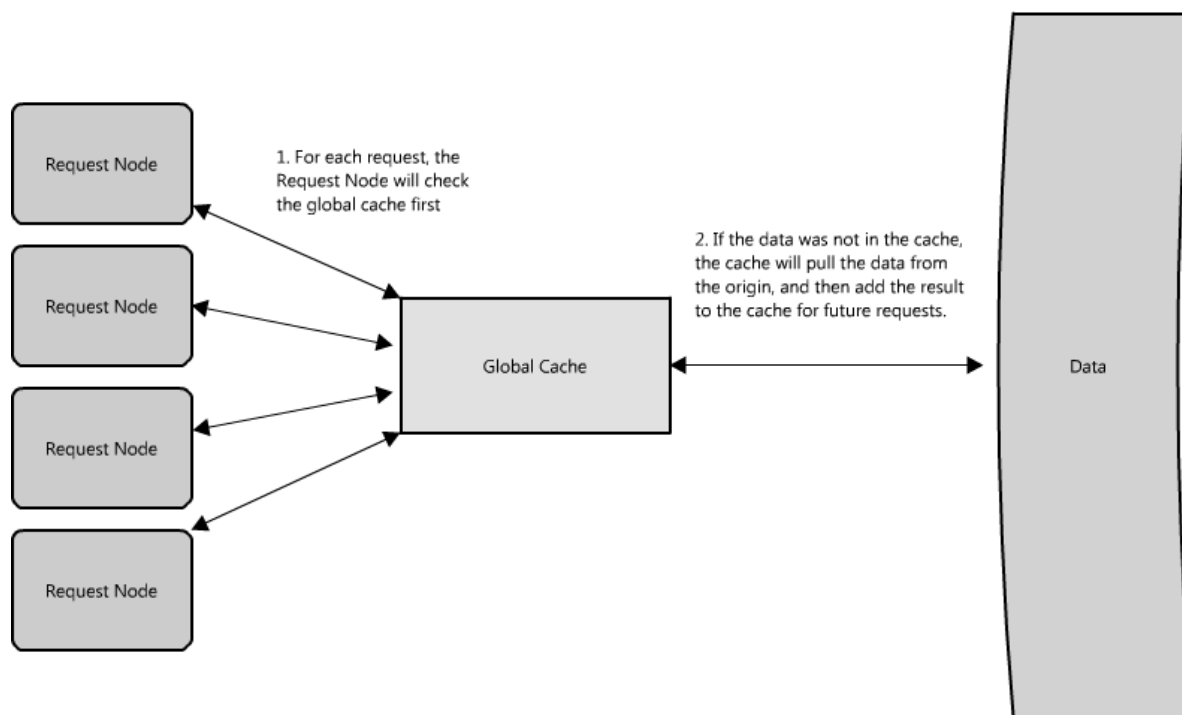 Request Node
1. For each request, the
Request Node will check
the global cache first
2. If the data was not in the cache,
the cache will pull the data from
the origin, and then add the result
to the cache for future requests.
Request Node
Global Cache
Data
Request Node
Request Node